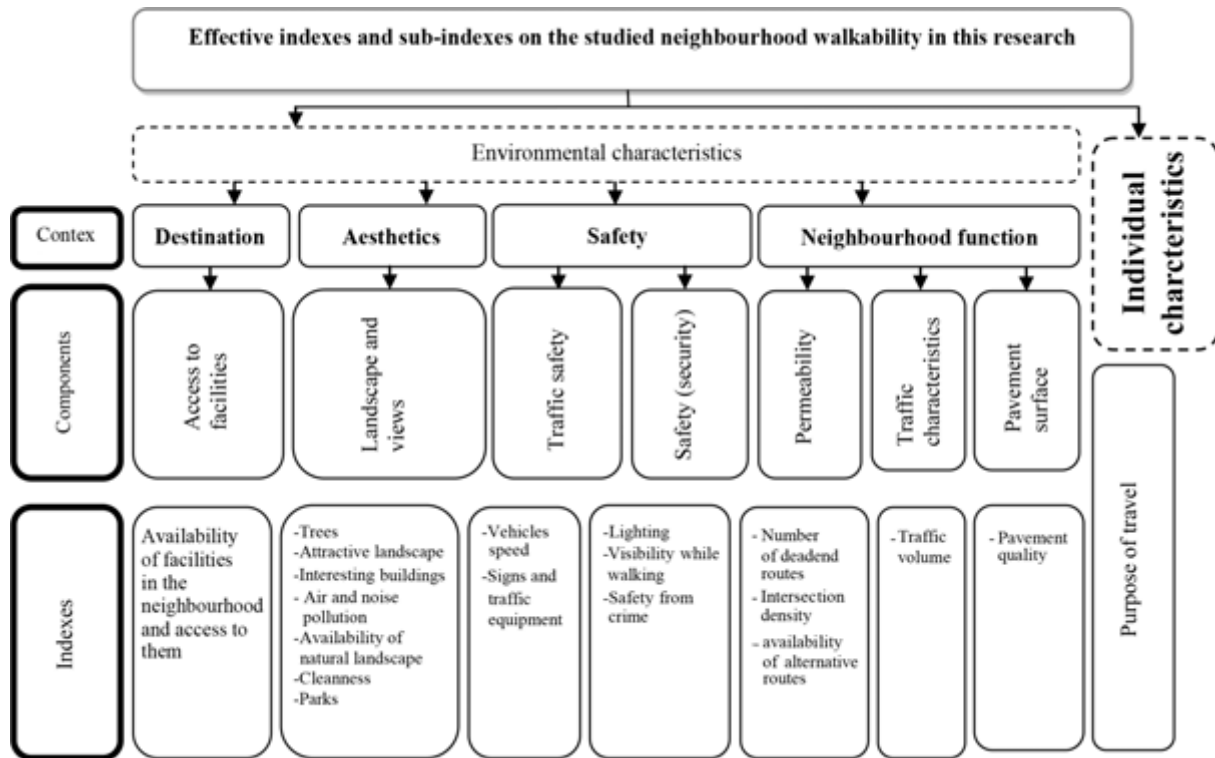 Effective indexes and sub-indexes on the studied neighbourhood walkability in this research
Environmental characteristics
Individual
charcteristics
Contex
Destination
Aesthetics
Safety
Neighbourhood function
Components
Access to
facilities
Landscape and
views
Traffic safety
Safety (security)
Permeability
Traffic
characteristics
Pavement
surface
Purpose of travel
Indexes
Availability
of facilities
in the
neighbourhood
and access to
them
-Trees
-Attractive landscape
-Interesting buildings
- Air and noise
pollution
-Availability of
natural landscape
-Cleanness
-Parks
-Vehicles
speed
-Signs and
traffic
equipment
-Lighting
-Visibility while
walking
-Safety from
crime
- Number
of deadend
routes
-Intersection
density
- availability
of alternative
routes
- Traffic
volume
- Pavement
quality